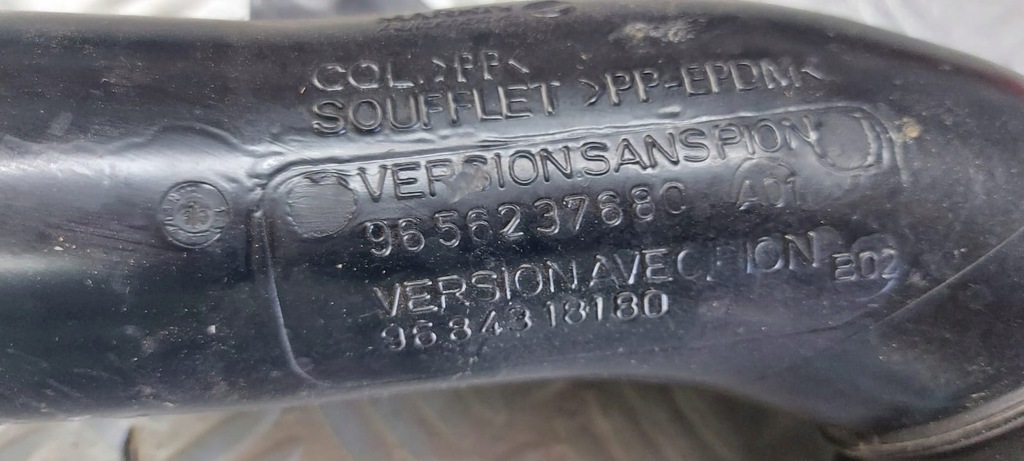 COL. >PP<
SOUFFLET >PP-EPDM<
VERSION SANS PION
9656237680 A01
VERSION AVEC PION B02
9684318180